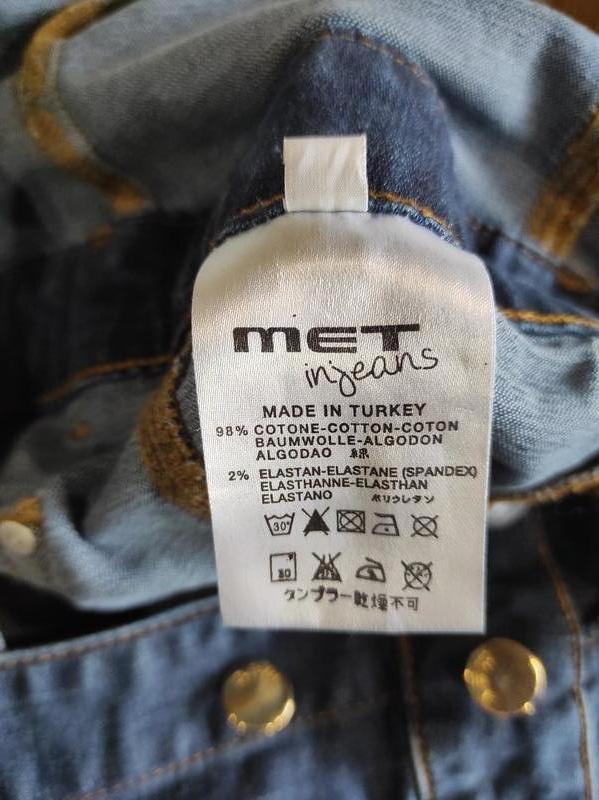 MET
injeans
MADE IN TURKEY
98% COTONE-COTTON-COTON
BAUMWOLLE-ALGODON
ALGODAO 綿
2% ELASTAN-ELASTANE (SPANDEX)
ELASTHANNE-ELASTHAN
ELASTANO ポリウレタン
30°
タンブラー乾燥不可